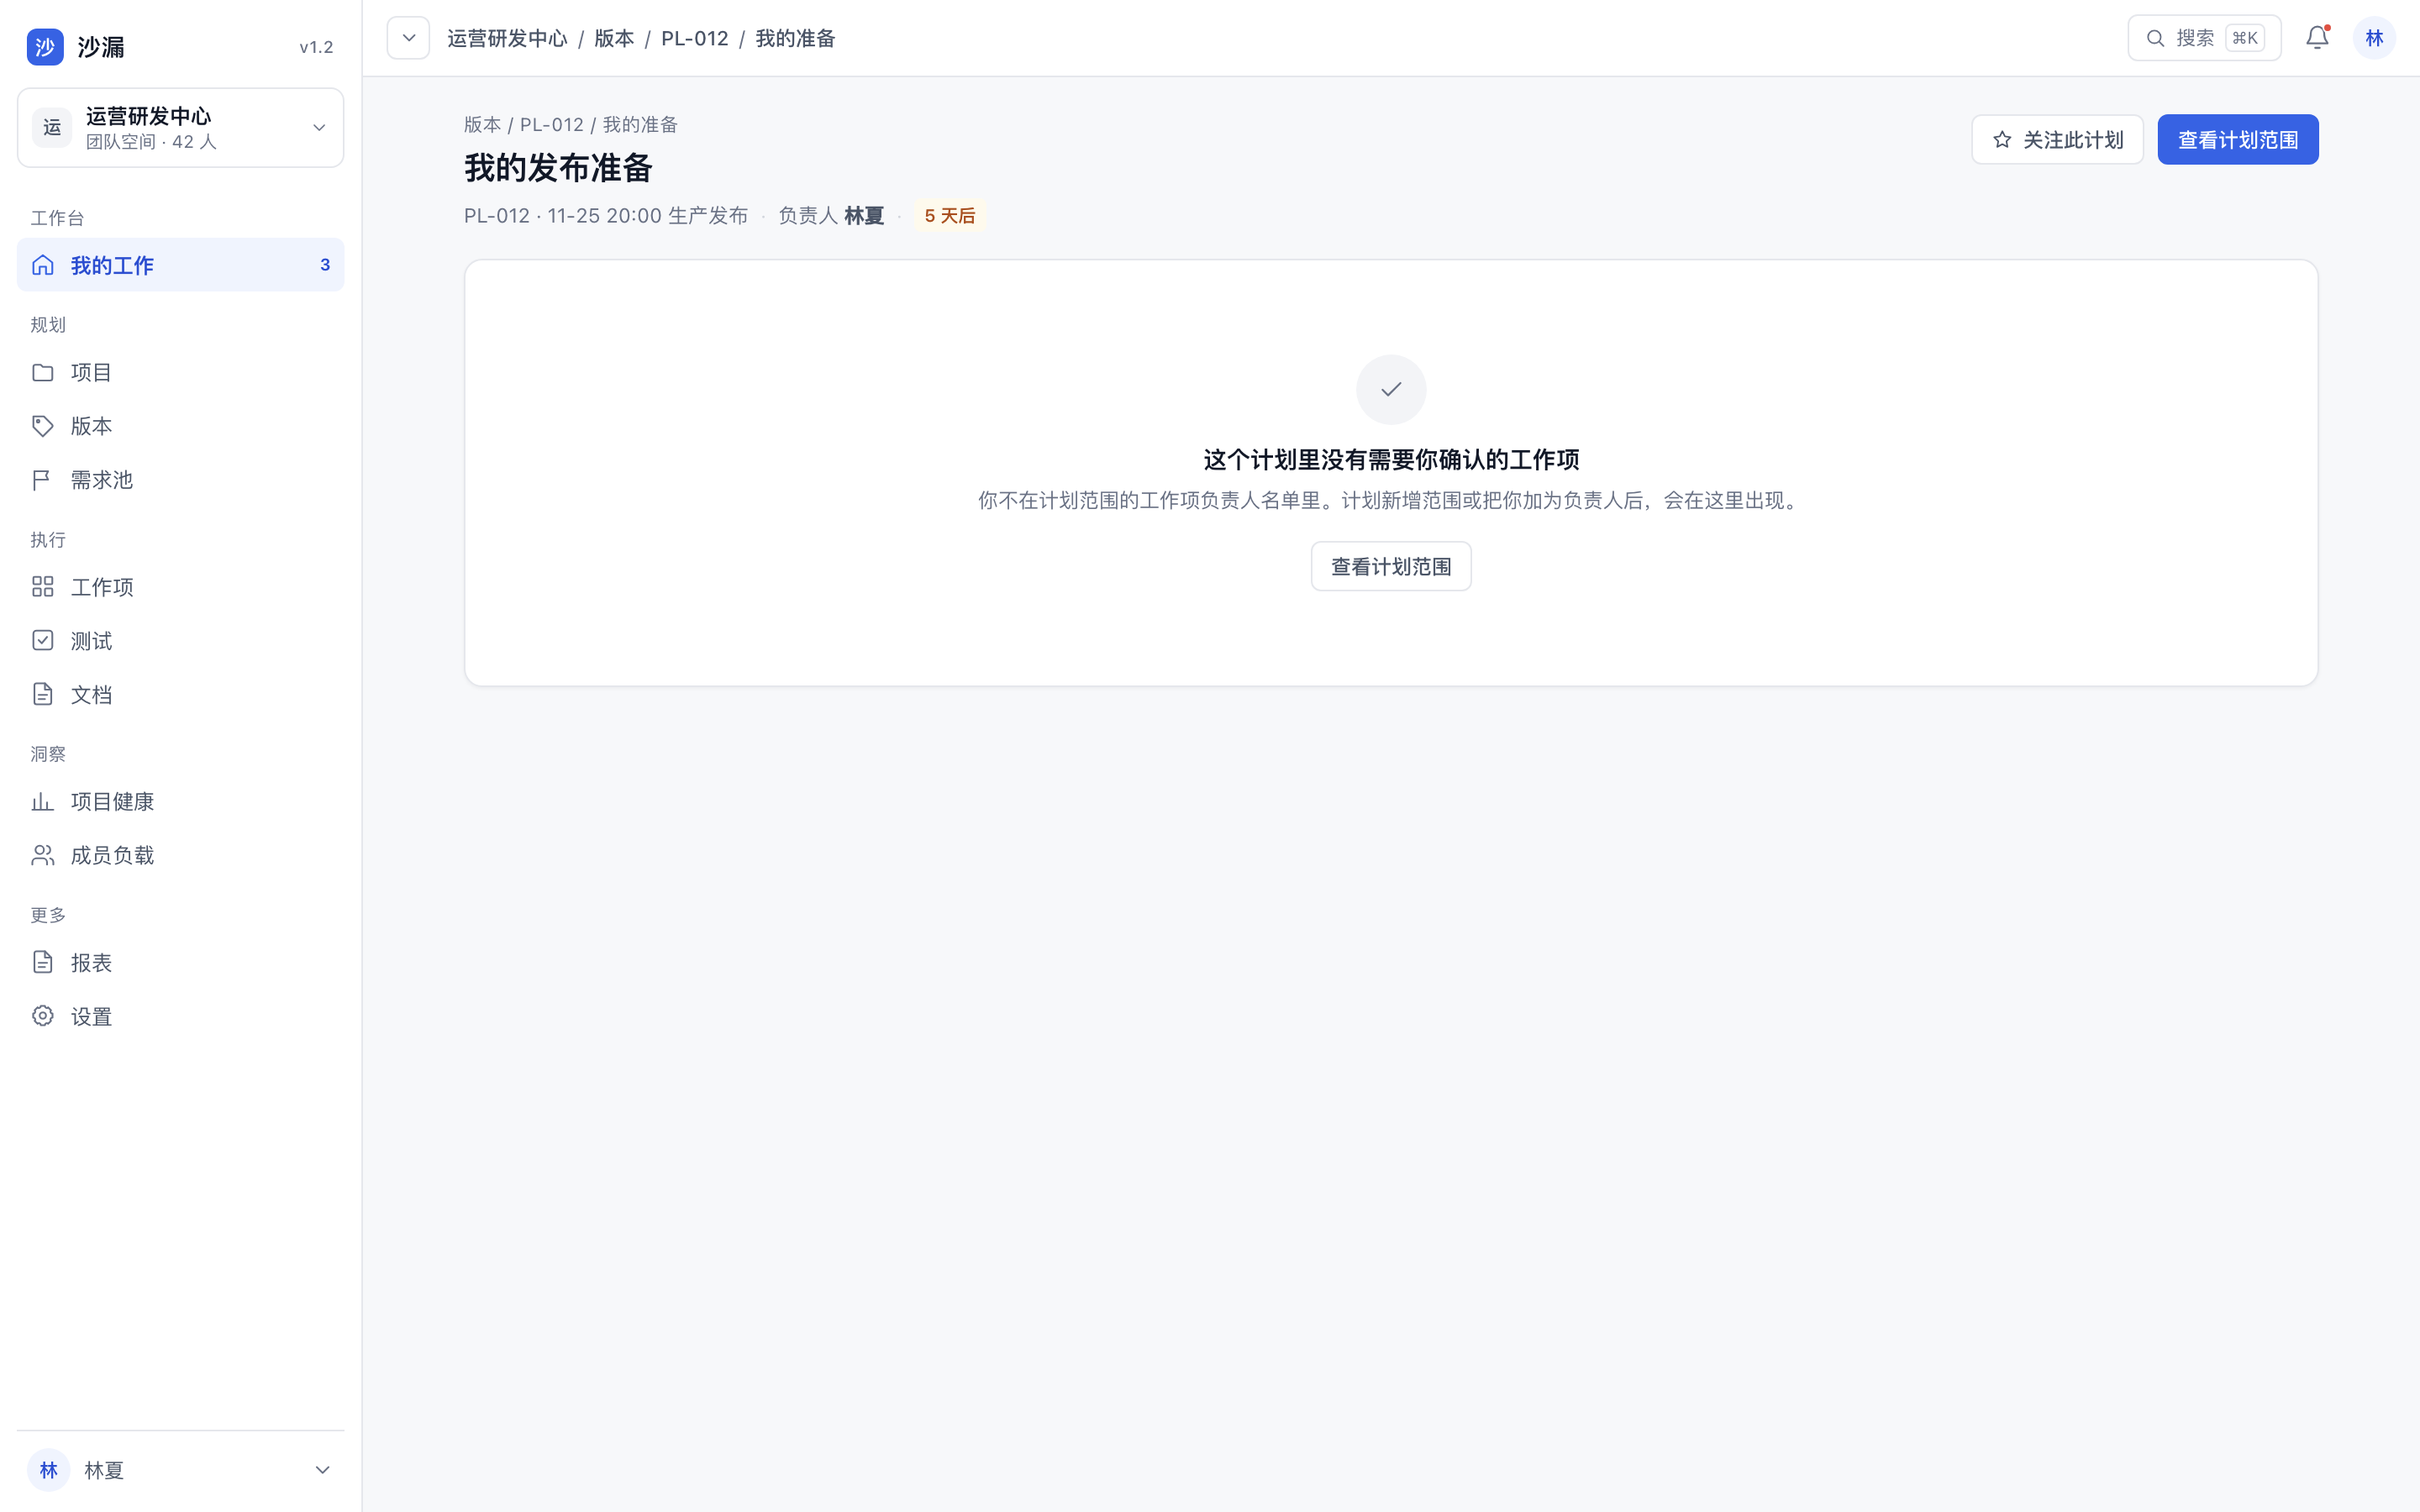 沙 沙漏 v1.2
运 运营研发中心
团队空间 · 42 人
工作台
我的工作 3
规划
项目
版本
需求池
执行
工作项
测试
文档
洞察
项目健康
成员负载
更多
报表
设置
林 林夏
运营研发中心 / 版本 / PL-012 / 我的准备
搜索 ⌘K 林
版本 / PL-012 / 我的准备
我的发布准备
PL-012 · 11-25 20:00 生产发布 · 负责人 林夏 · 5 天后
关注此计划 查看计划范围
这个计划里没有需要你确认的工作项
你不在计划范围的工作项负责人名单里。计划新增范围或把你加为负责人后，会在这里出现。
查看计划范围